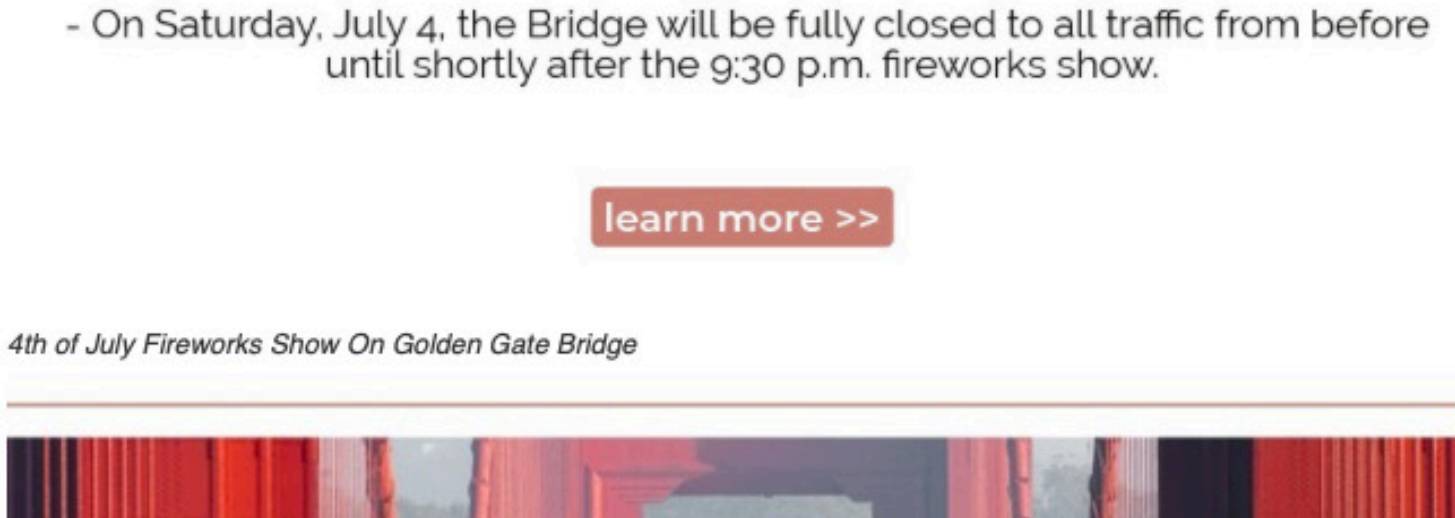 - On Saturday, July 4, the Bridge will be fully closed to all traffic from before
until shortly after the 9:30 p.m. fireworks show.
learn more >>
4th of July Fireworks Show On Golden Gate Bridge